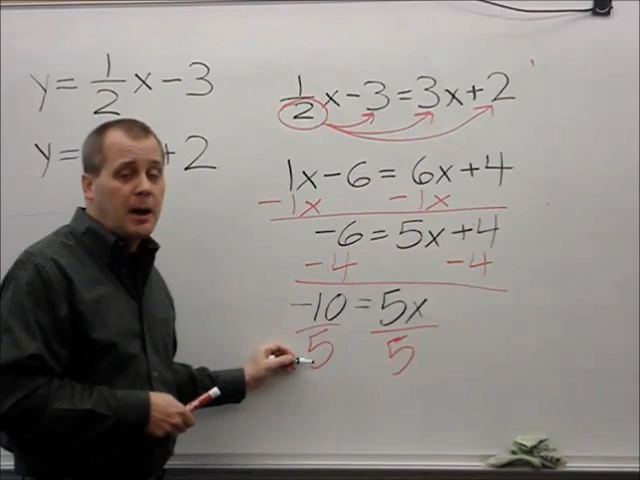 y = 1/2 x - 3
y = + 2
1/2 x - 3 = 3x + 2
1x - 6 = 6x + 4
-1x -1x
-6 = 5x + 4
-4 -4
-10 = 5x
5 5